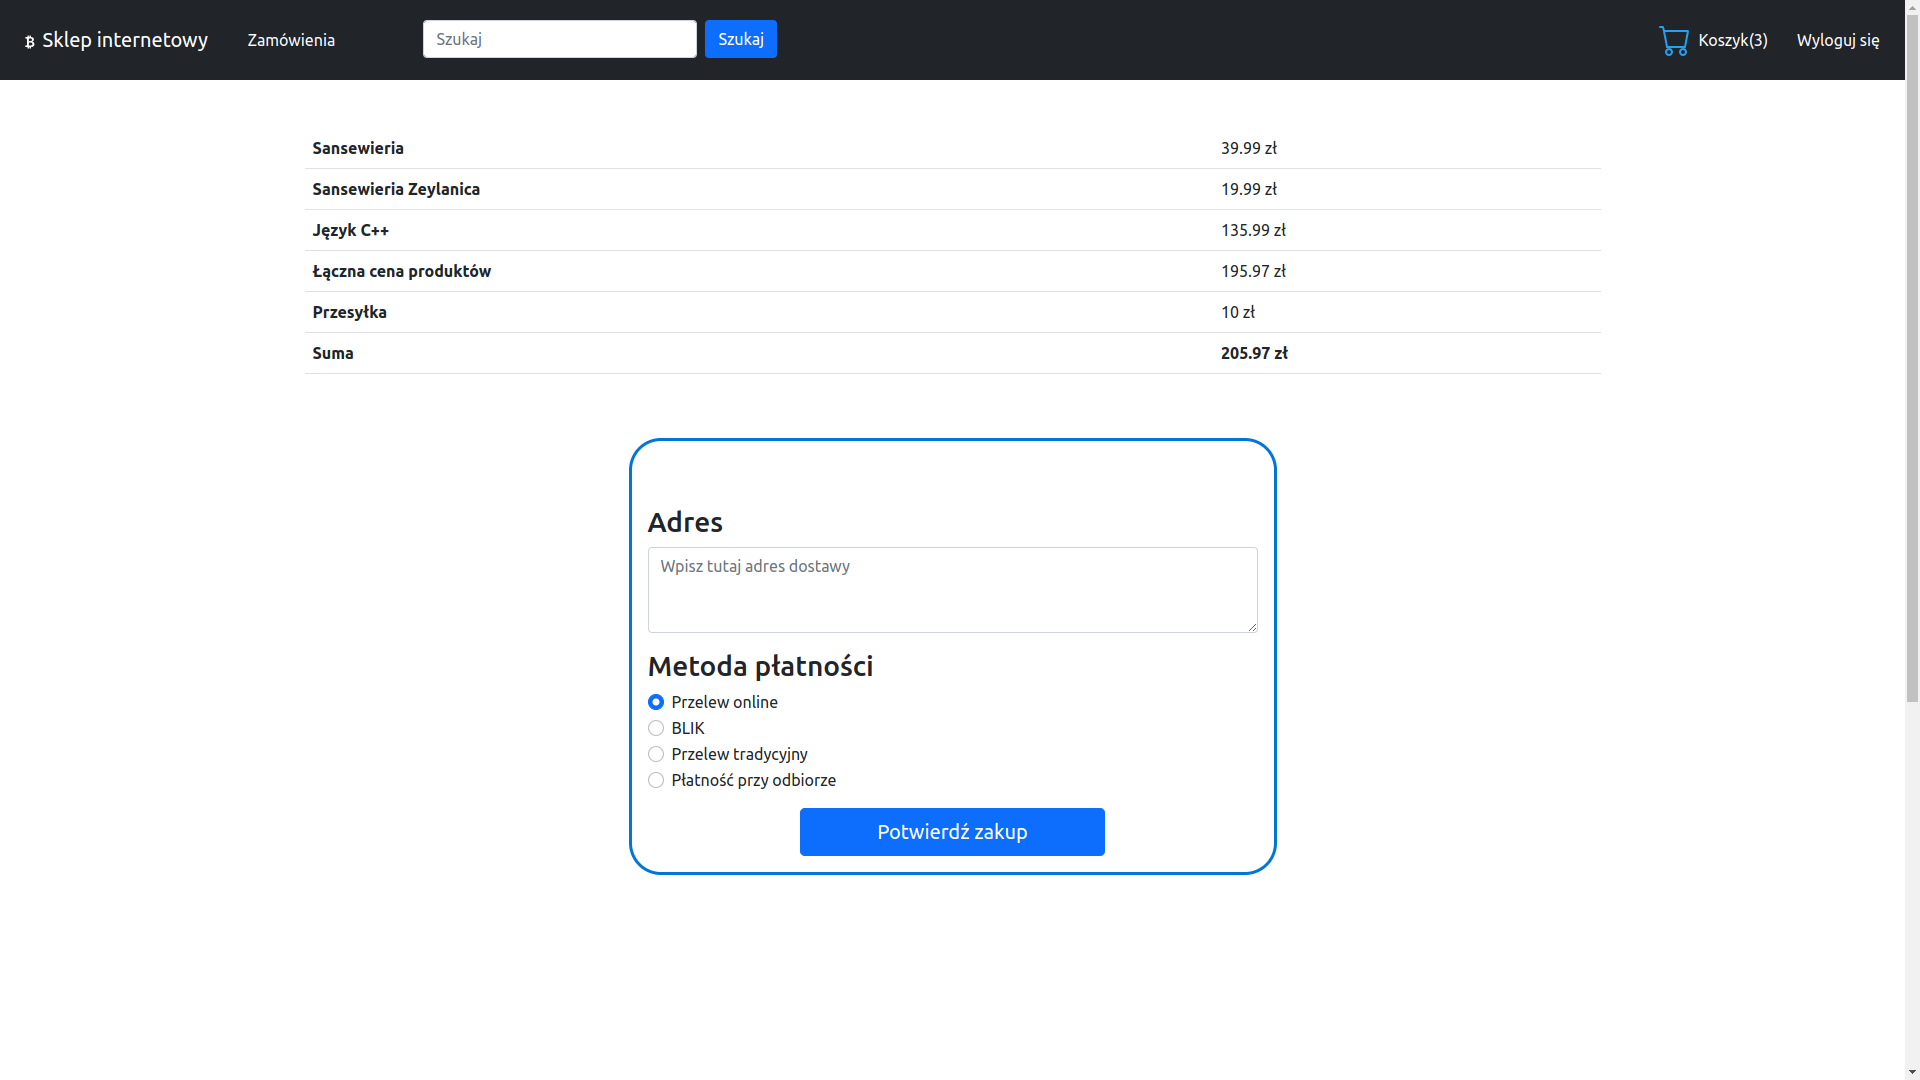 Sklep internetowy Zamówienia Szukaj Szukaj Koszyk(3) Wyloguj się
Sansewieria 39.99 zł
Sansewieria Zeylanica 19.99 zł
Język C++ 135.99 zł
Łączna cena produktów 195.97 zł
Przesyłka 10 zł
Suma 205.97 zł
Adres
Wpisz tutaj adres dostawy
Metoda płatności
Przelew online
BLIK
Przelew tradycyjny
Płatność przy odbiorze
Potwierdź zakup